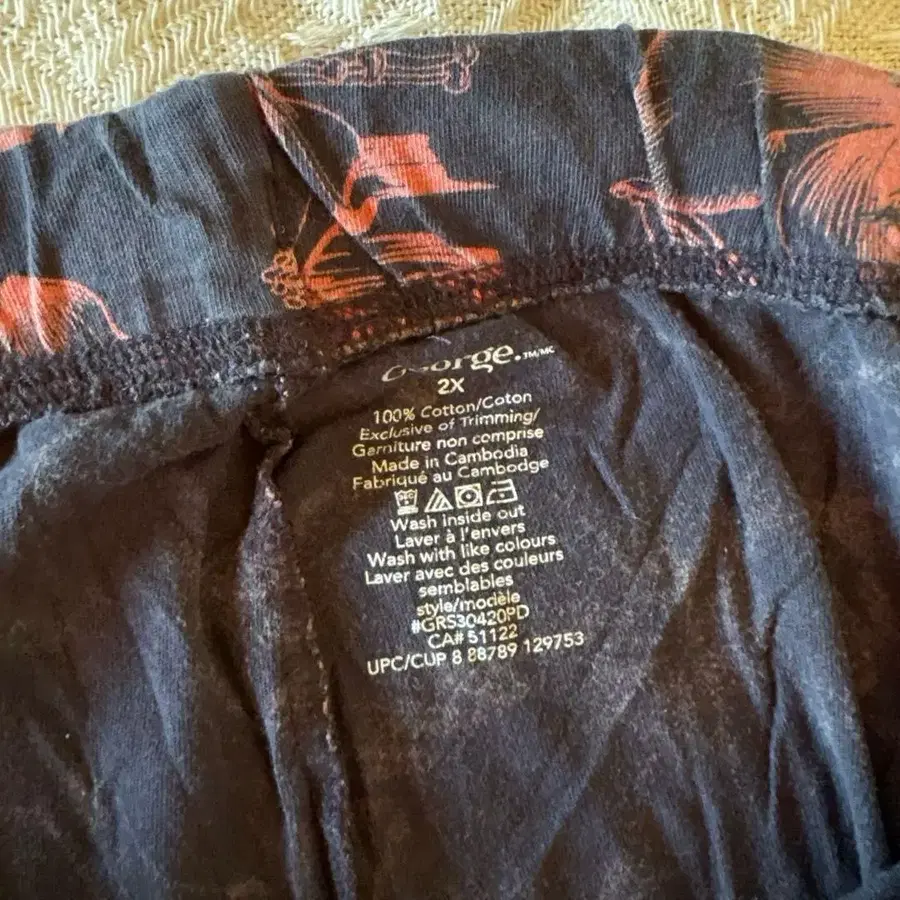 George.™/MC
2X
100% Cotton/Coton
Exclusive of Trimming/
Garniture non comprise
Made in Cambodia
Fabriqué au Cambodge
Wash inside out
Laver à l'envers
Wash with like colours
Laver avec des couleurs
semblables
style/modèle
#GRS30420PD
CA# 51122
UPC/CUP 8 88789 129753